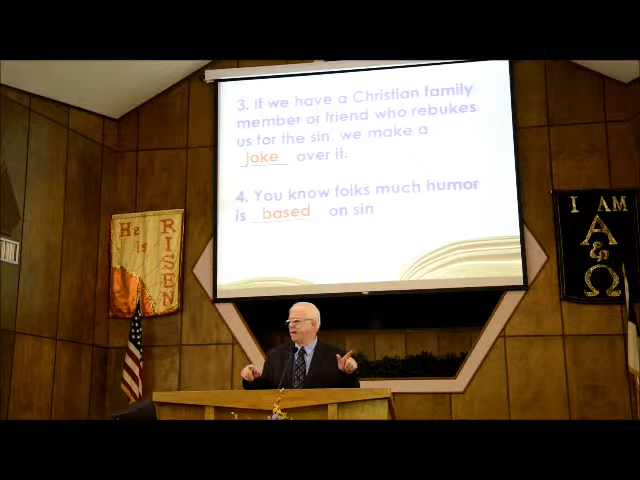 3. If we have a Christian family
member or friend who rebukes
us for the sin, we make a
joke over it.
4. You know folks much humor
is based on sin
He
is
RISEN
I AM
A
&
Ω